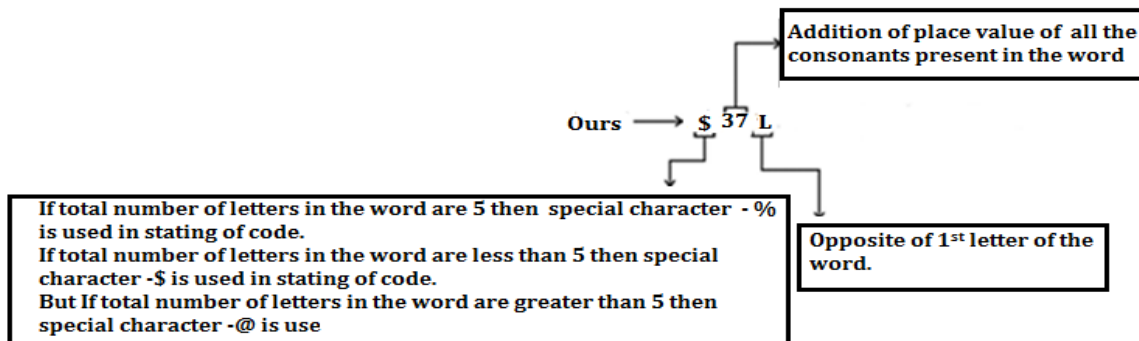 Addition of place value of all the
consonants present in the word
Ours $ 37 L
If total number of letters in the word are 5 then special character - %
is used in stating of code.
If total number of letters in the word are less than 5 then special
character -$ is used in stating of code.
But If total number of letters in the word are greater than 5 then
special character -@ is use
Opposite of 1st letter of the
word.